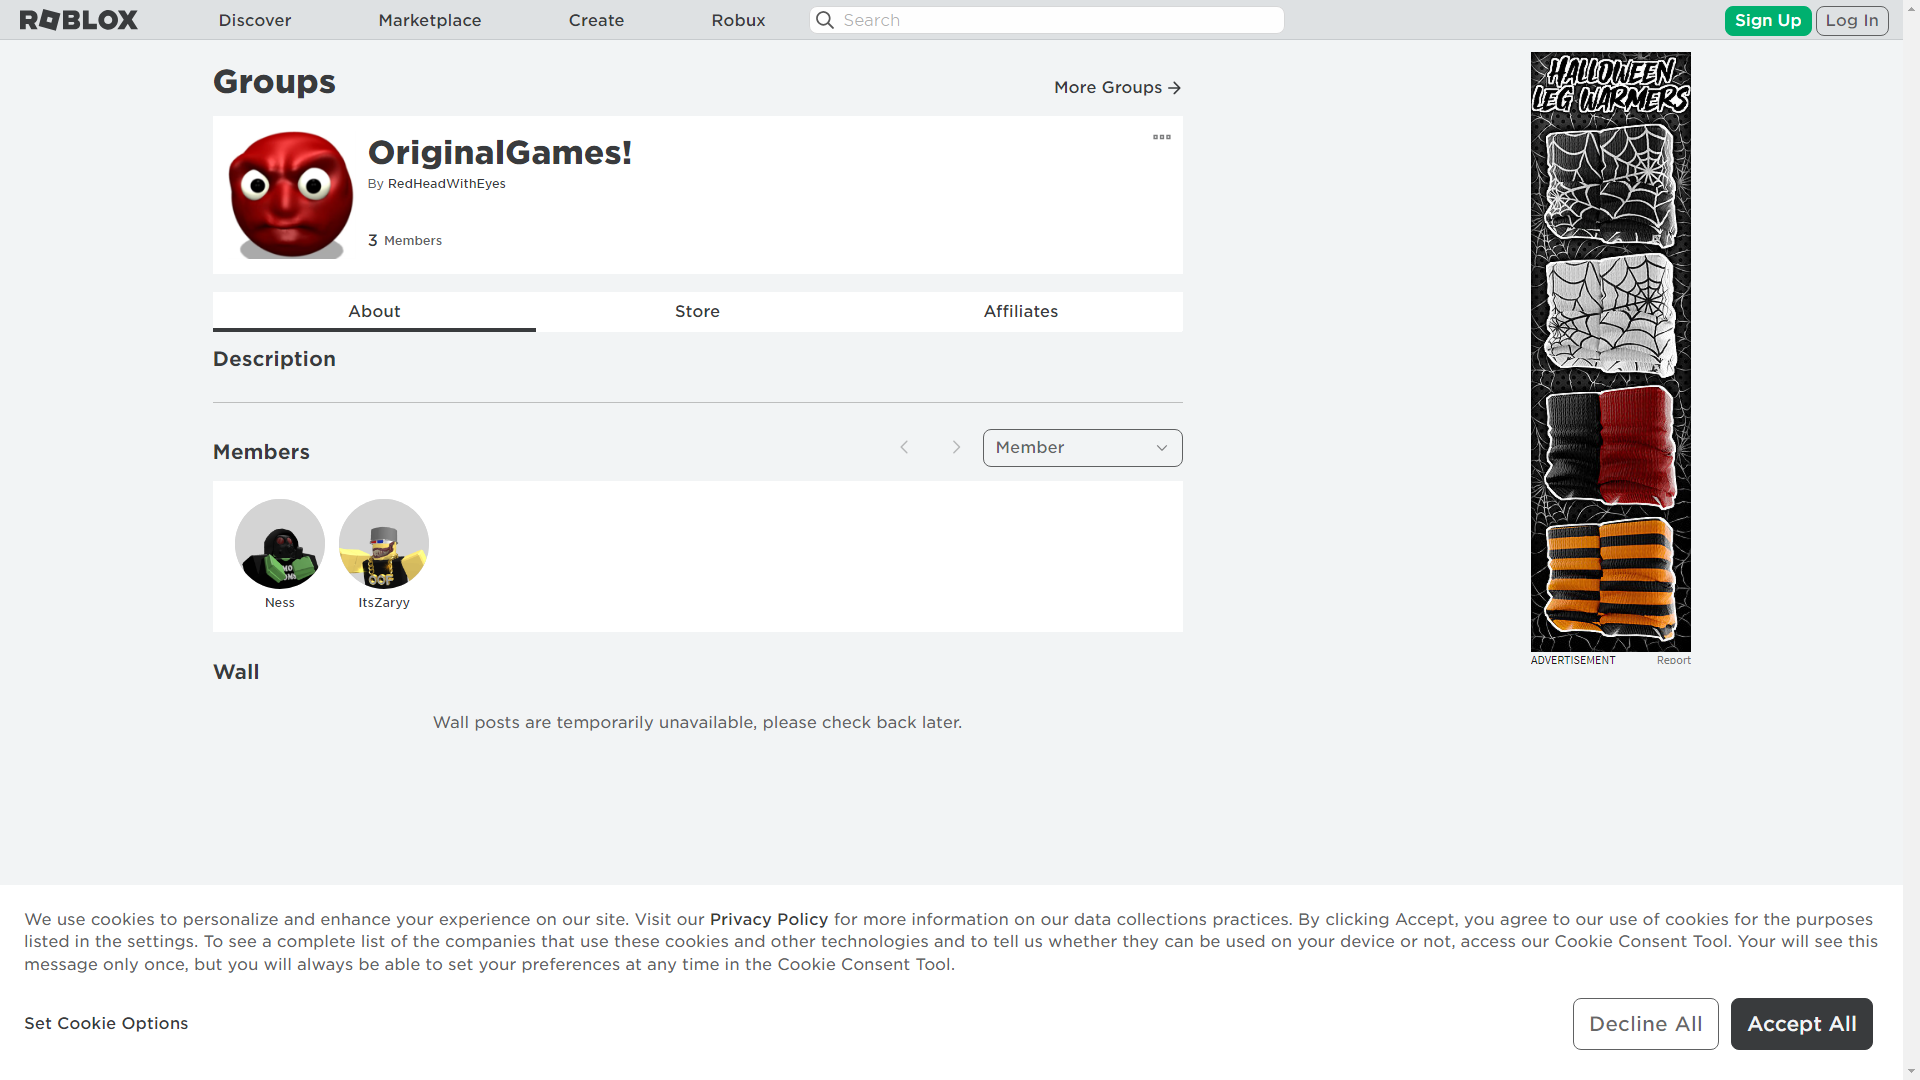 ROBLOX
Discover
Marketplace
Create
Robux
Search
Sign Up
Log In
Groups
More Groups
OriginalGames!
By RedHeadWithEyes
3 Members
About
Store
Affiliates
Description
Members
Member
Ness
OOF
ItsZaryy
Wall
Wall posts are temporarily unavailable, please check back later.
HALLOWEEN
LEG WARMERS
ADVERTISEMENT
Report
We use cookies to personalize and enhance your experience on our site. Visit our Privacy Policy for more information on our data collections practices. By clicking Accept, you agree to our use of cookies for the purposes
listed in the settings. To see a complete list of the companies that use these cookies and other technologies and to tell us whether they can be used on your device or not, access our Cookie Consent Tool. Your will see this
message only once, but you will always be able to set your preferences at any time in the Cookie Consent Tool.
Set Cookie Options
Decline All
Accept All